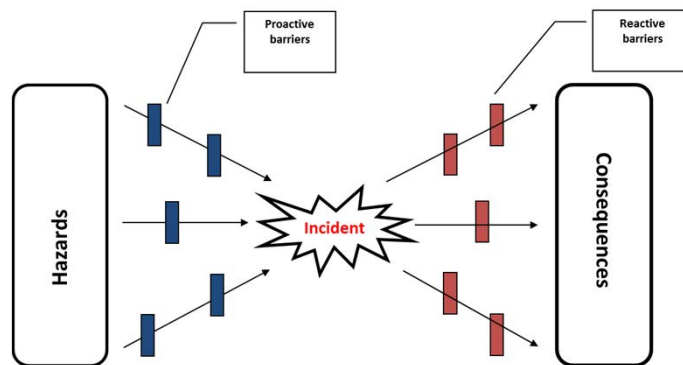 Proactive
barriers
Reactive
barriers
Hazards
Incident
Consequences